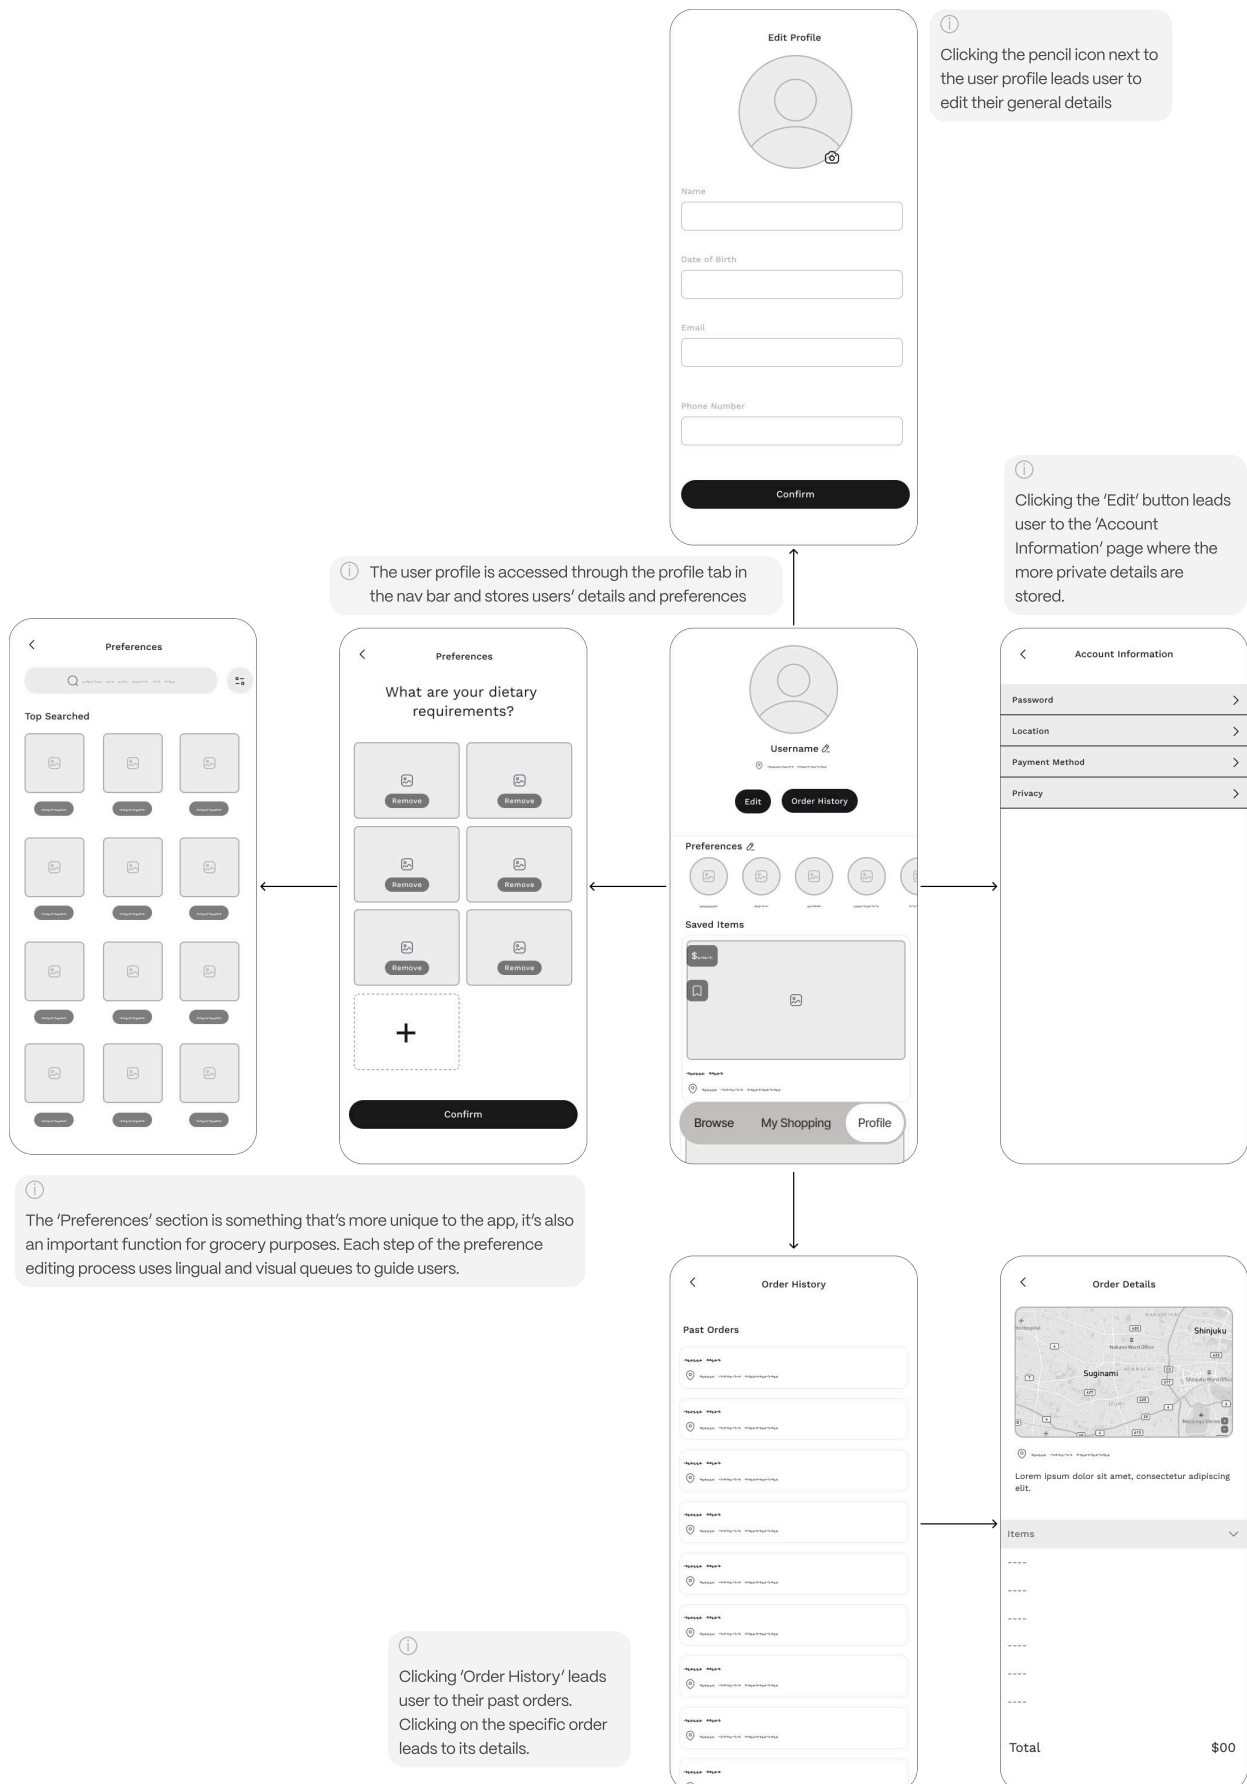 Edit Profile
Name
Date of Birth
Email
Phone Number
Confirm
Clicking the pencil icon next to
the user profile leads user to
edit their general details
Clicking the ‘Edit’ button leads
user to the ‘Account
Information’ page where the
more private details are
stored.
The user profile is accessed through the profile tab in
the nav bar and stores users’ details and preferences
Preferences
Top Searched
Preferences
What are your dietary
requirements?
Remove
Remove
Remove
Remove
Remove
Remove
+
Confirm
Username
Edit
Order History
Preferences
Saved Items
$
Browse
My Shopping
Profile
Account Information
Password
Location
Payment Method
Privacy
The ‘Preferences’ section is something that’s more unique to the app, it’s also
an important function for grocery purposes. Each step of the preference
editing process uses lingual and visual queues to guide users.
Order History
Past Orders
Order Details
Shinjuku
Nakano Ward Office
Suginami
HONMACHI
Shinjuku Ward Office
IZUMI
Lorem ipsum dolor sit amet, consectetur adipiscing
elit.
Items
----
----
----
----
----
----
Total
$00
Clicking ‘Order History’ leads
user to their past orders.
Clicking on the specific order
leads to its details.